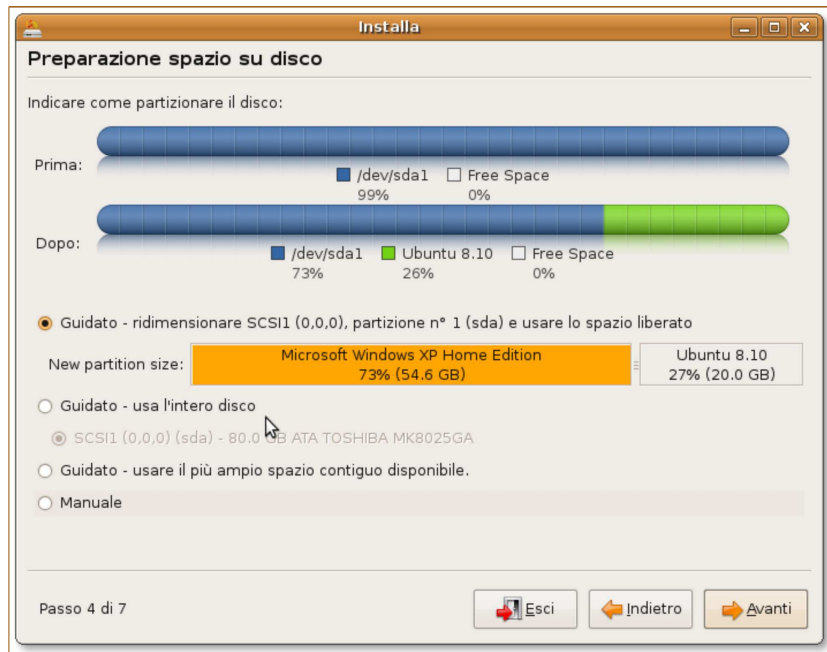 Installa
Preparazione spazio su disco
Indicare come partizionare il disco:
Prima:
/dev/sda1 Free Space
99% 0%
Dopo:
/dev/sda1 Ubuntu 8.10 Free Space
73% 26% 0%
Guidato - ridimensionare SCSI1 (0,0,0), partizione n° 1 (sda) e usare lo spazio liberato
New partition size:
Microsoft Windows XP Home Edition
73% (54.6 GB)
Ubuntu 8.10
27% (20.0 GB)
Guidato - usa l'intero disco
SCSI1 (0,0,0) (sda) - 80.0 GB ATA TOSHIBA MK8025GA
Guidato - usare il più ampio spazio contiguo disponibile.
Manuale
Passo 4 di 7
Esci
Indietro
Avanti